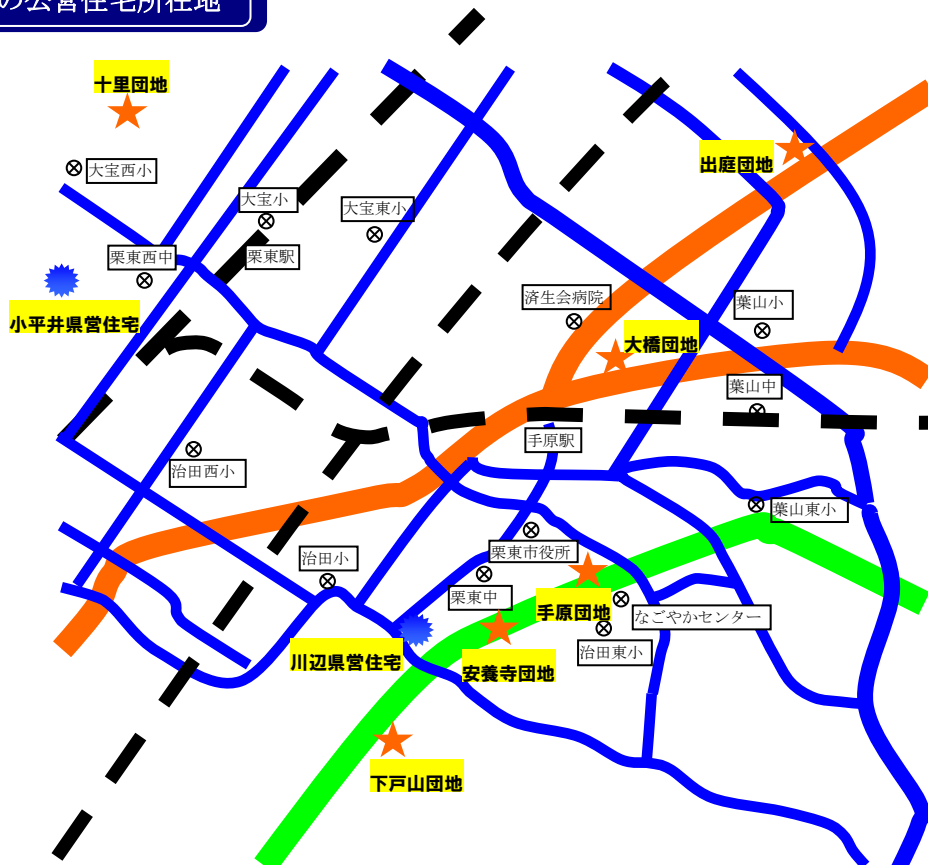 の公営住宅所在地
十里団地
大宝西小
大宝小
大宝東小
出庭団地
栗東西中
栗東駅
小平井県営住宅
済生会病院
葉山小
大橋団地
葉山中
手原駅
治田西小
葉山東小
治田小
栗東市役所
栗東中
手原団地
なごやかセンター
治田東小
川辺県営住宅
安養寺団地
下戸山団地